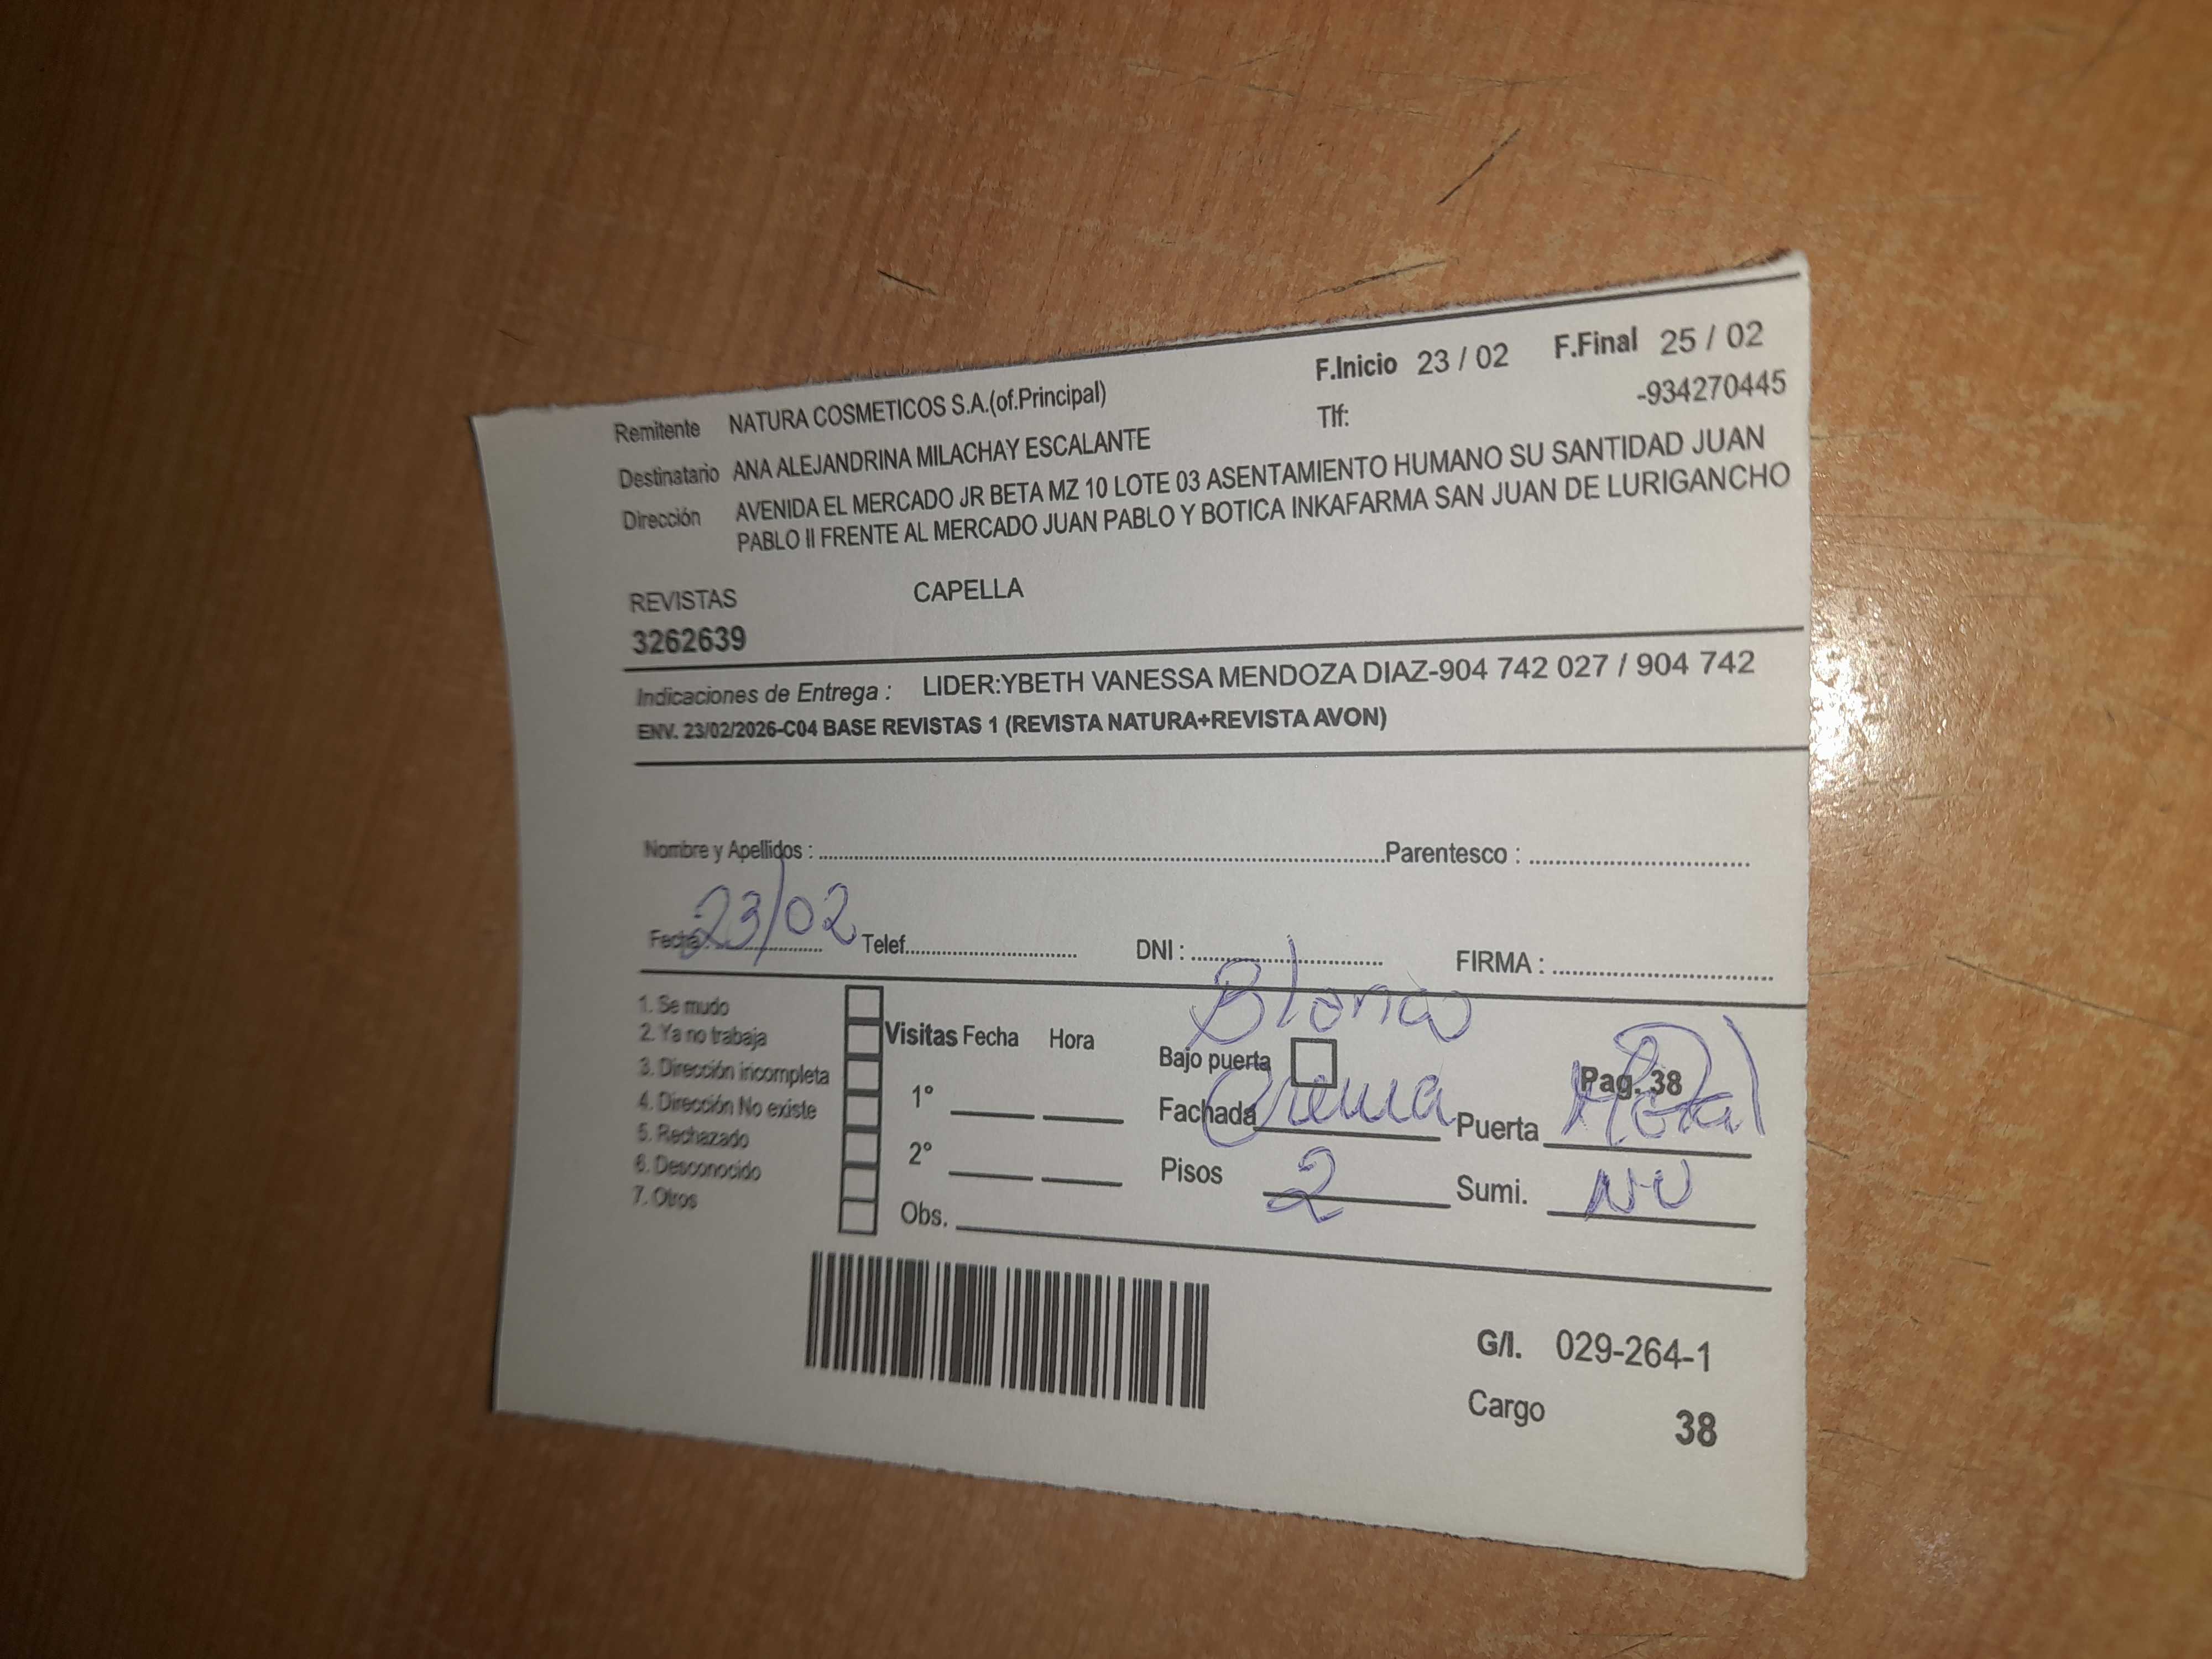 Remitente NATURA COSMETICOS S.A.(of.Principal) F.Inicio 23 / 02 F.Final 25 / 02
Destinatario ANA ALEJANDRINA MILACHAY ESCALANTE Tlf: -934270445
Dirección AVENIDA EL MERCADO JR BETA MZ 10 LOTE 03 ASENTAMIENTO HUMANO SU SANTIDAD JUAN
PABLO II FRENTE AL MERCADO JUAN PABLO Y BOTICA INKAFARMA SAN JUAN DE LURIGANCHO
REVISTAS CAPELLA
3262639
Indicaciones de Entrega : LIDER:YBETH VANESSA MENDOZA DIAZ-904 742 027 / 904 742
ENV. 23/02/2026-C04 BASE REVISTAS 1 (REVISTA NATURA+REVISTA AVON)
Nombre y Apellidos : Parentesco :
Fecha : 23/02 Telef. DNI : FIRMA :
Blanco
1. Se mudo
2. Ya no trabaja
3. Dirección incompleta
4. Dirección No existe
5. Rechazado
6. Desconocido
7. Otros
Visitas Fecha Hora
1°
2°
Obs.
Bajo puerta Pag. 38
Fachada Crema Puerta Metal
Pisos 2 Sumi. NO
G/I. 029-264-1
Cargo 38